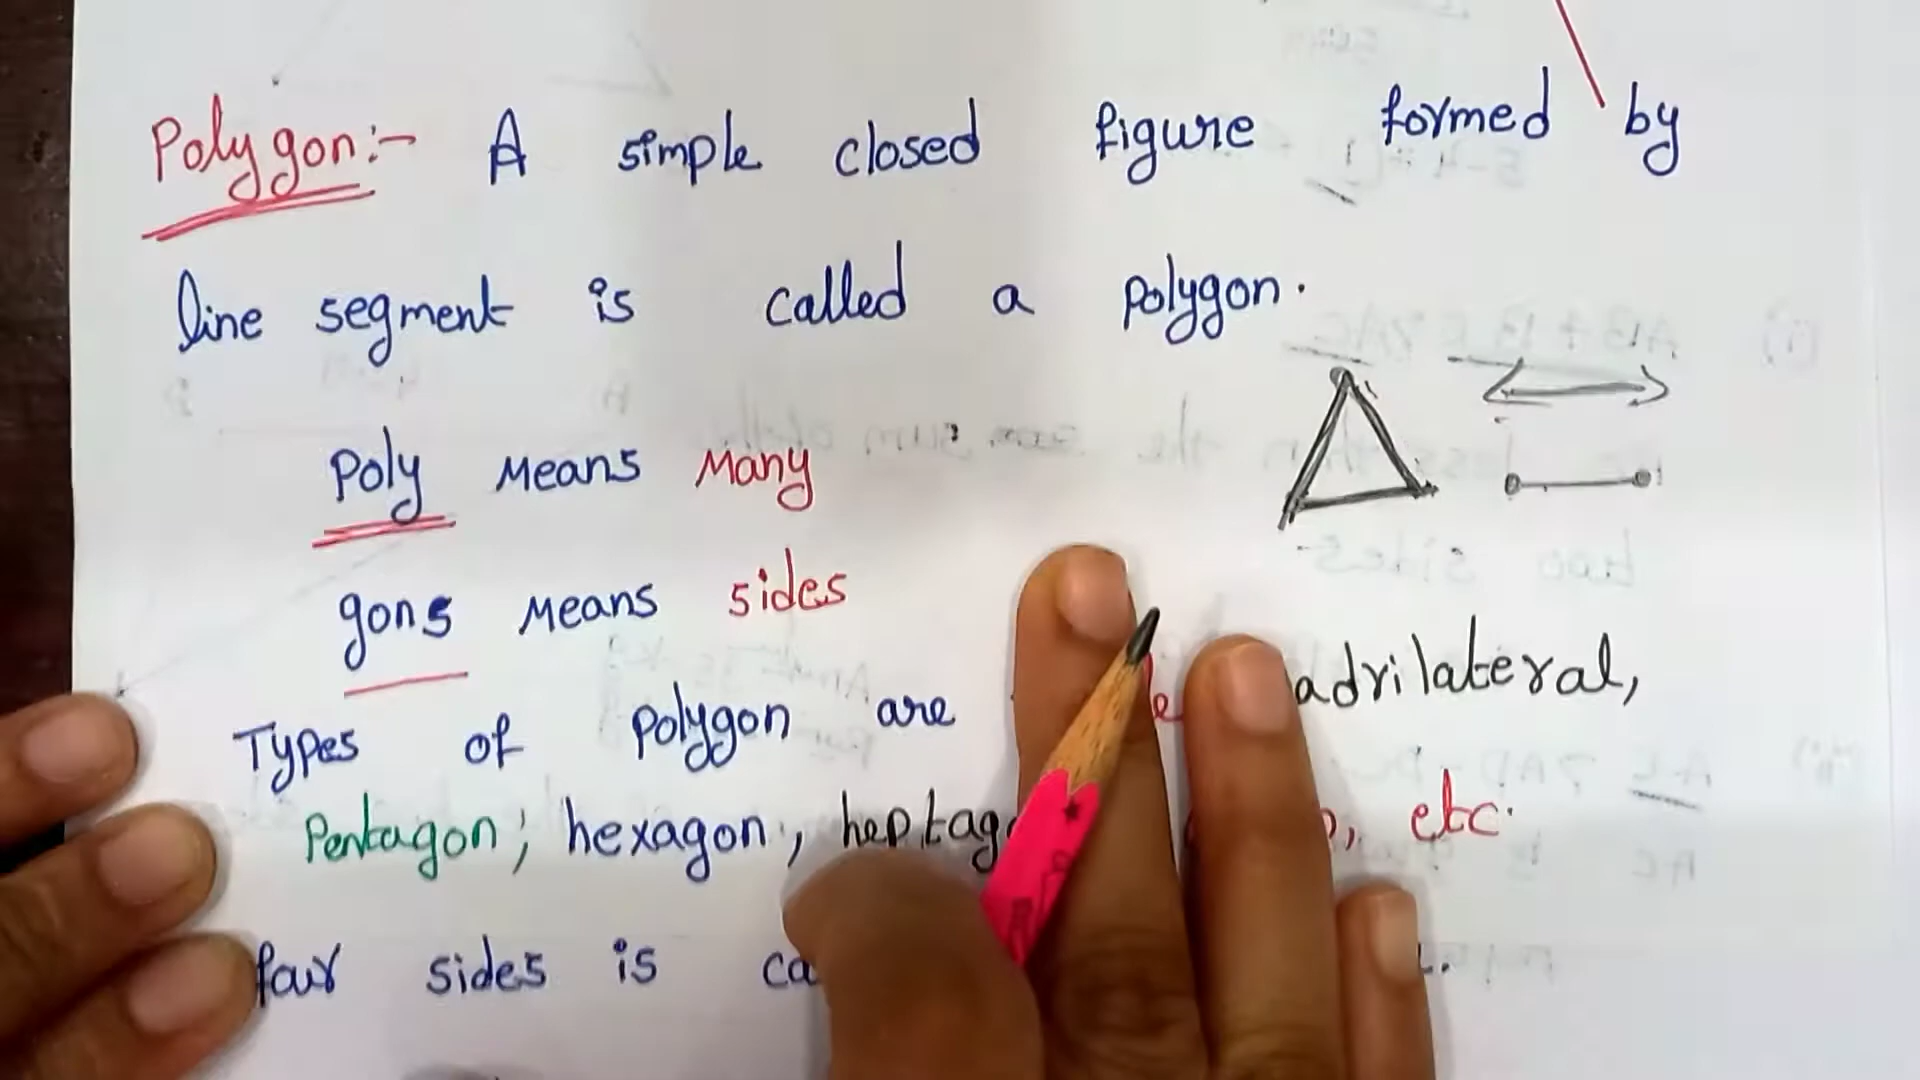 Polygon:- A simple closed figure formed by
line segment is called a polygon.
Poly means Many
gons means sides
Types of polygon are
Pentagon, hexagon, etc.
four sides is